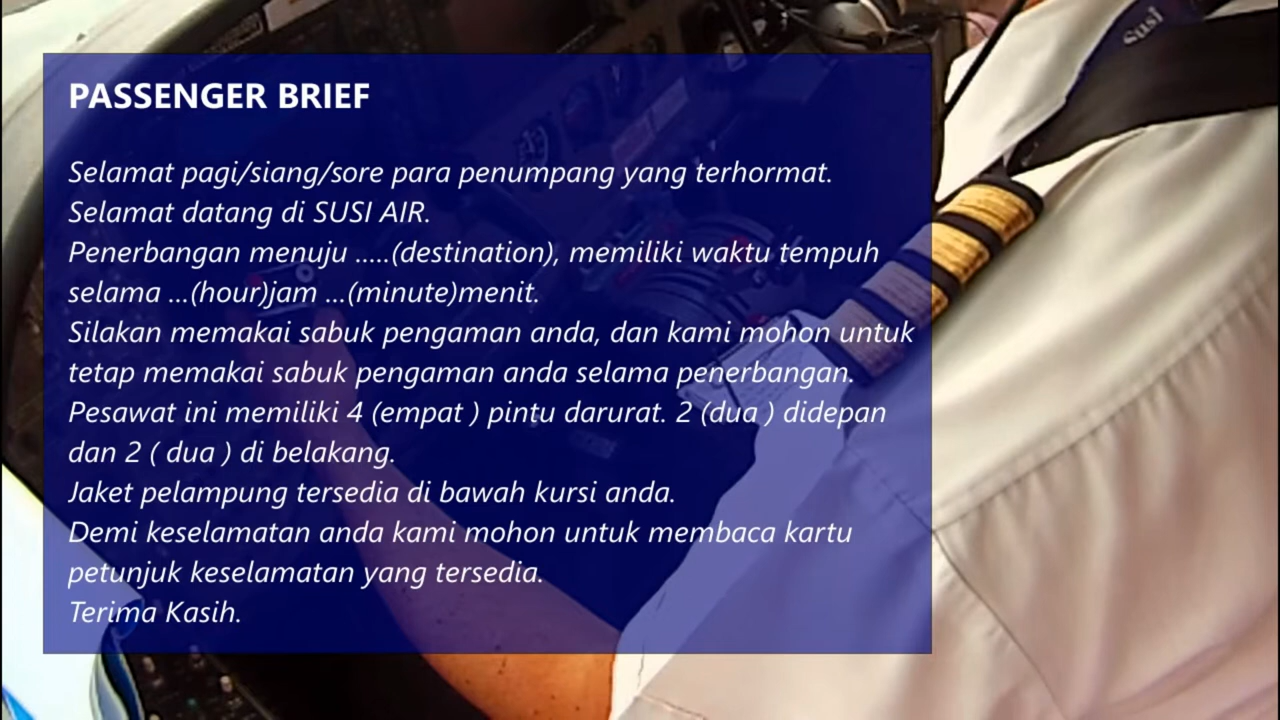 Susi
PASSENGER BRIEF
Selamat pagi/siang/sore para penumpang yang terhormat.
Selamat datang di SUSI AIR.
Penerbangan menuju .....(destination), memiliki waktu tempuh
selama ...(hour)jam ...(minute)menit.
Silakan memakai sabuk pengaman anda, dan kami mohon untuk
tetap memakai sabuk pengaman anda selama penerbangan.
Pesawat ini memiliki 4 (empat ) pintu darurat. 2 (dua ) didepan
dan 2 ( dua ) di belakang.
Jaket pelampung tersedia di bawah kursi anda.
Demi keselamatan anda kami mohon untuk membaca kartu
petunjuk keselamatan yang tersedia.
Terima Kasih.